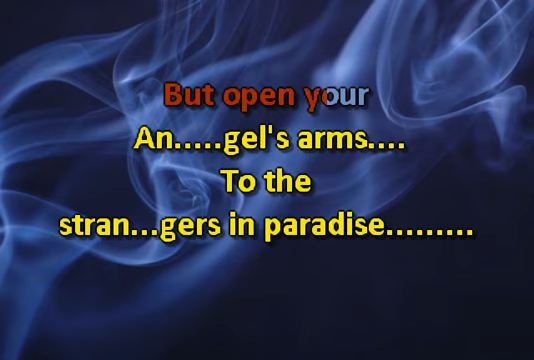 But open your
An.....gel's arms....
To the
stran...gers in paradise.........